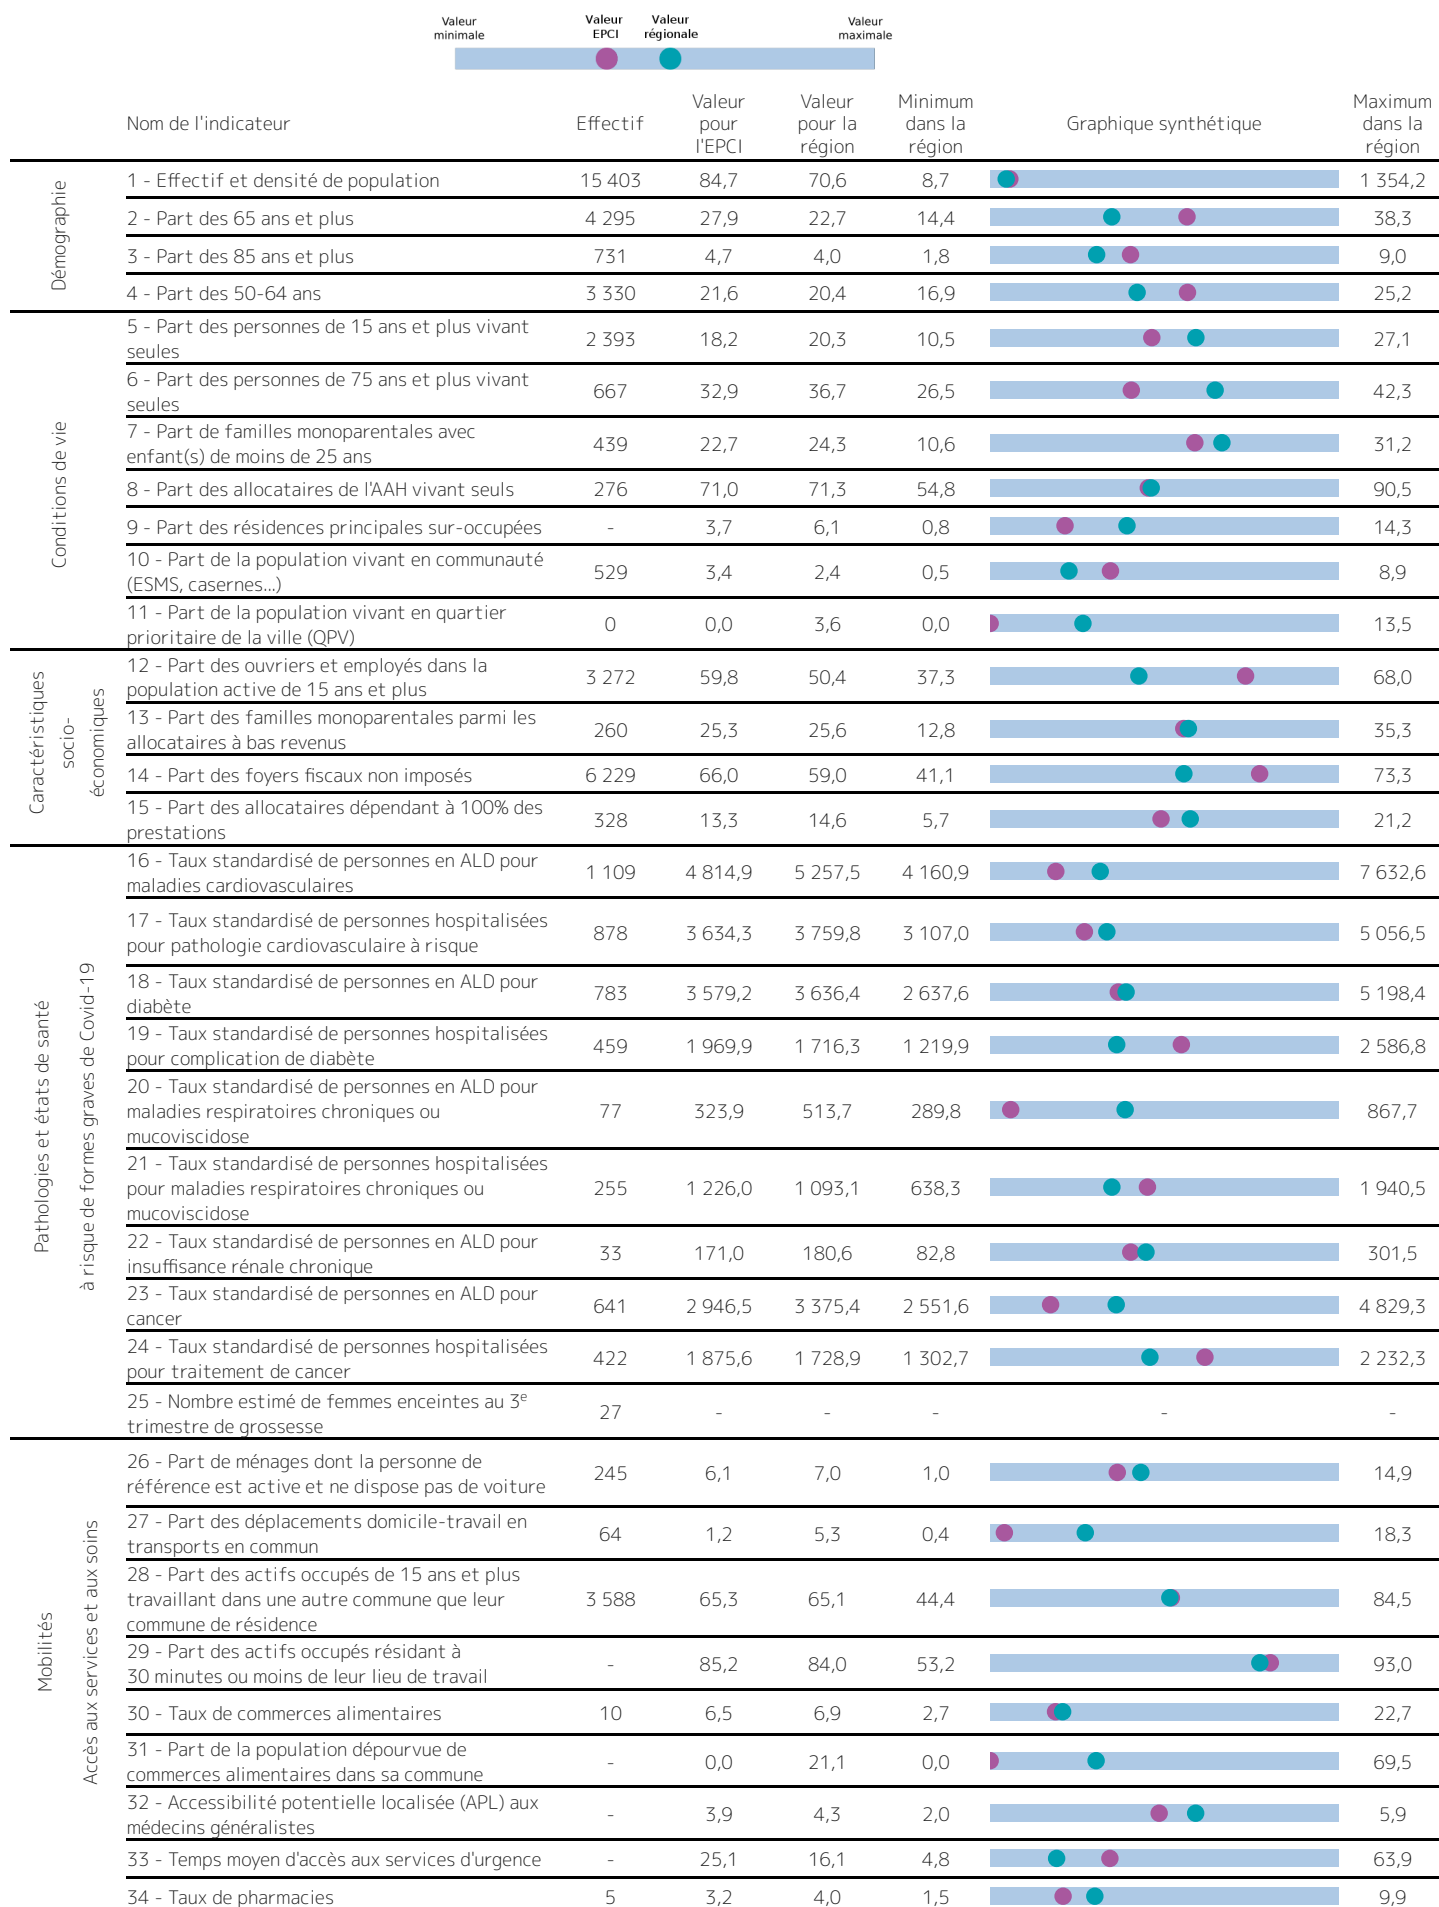 Valeur minimale
Valeur EPCI
Valeur régionale
Valeur maximale
Nom de l'indicateur
Effectif
Valeur pour l'EPCI
Valeur pour la région
Minimum dans la région
Graphique synthétique
Maximum dans la région
Démographie
1 - Effectif et densité de population 15 403 84,7 70,6 8,7 1 354,2
2 - Part des 65 ans et plus 4 295 27,9 22,7 14,4 38,3
3 - Part des 85 ans et plus 731 4,7 4,0 1,8 9,0
4 - Part des 50-64 ans 3 330 21,6 20,4 16,9 25,2
Conditions de vie
5 - Part des personnes de 15 ans et plus vivant
seules 2 393 18,2 20,3 10,5 27,1
6 - Part des personnes de 75 ans et plus vivant
seules 667 32,9 36,7 26,5 42,3
7 - Part de familles monoparentales avec
enfant(s) de moins de 25 ans 439 22,7 24,3 10,6 31,2
8 - Part des allocataires de l'AAH vivant seuls 276 71,0 71,3 54,8 90,5
9 - Part des résidences principales sur-occupées - 3,7 6,1 0,8 14,3
10 - Part de la population vivant en communauté
(ESMS, casernes...) 529 3,4 2,4 0,5 8,9
11 - Part de la population vivant en quartier
prioritaire de la ville (QPV) 0 0,0 3,6 0,0 13,5
Caractéristiques
socio-
économiques
12 - Part des ouvriers et employés dans la
population active de 15 ans et plus 3 272 59,8 50,4 37,3 68,0
13 - Part des familles monoparentales parmi les
allocataires à bas revenus 260 25,3 25,6 12,8 35,3
14 - Part des foyers fiscaux non imposés 6 229 66,0 59,0 41,1 73,3
15 - Part des allocataires dépendant à 100% des
prestations 328 13,3 14,6 5,7 21,2
Pathologies et états de santé
à risque de formes graves de Covid-19
16 - Taux standardisé de personnes en ALD pour
maladies cardiovasculaires 1 109 4 814,9 5 257,5 4 160,9 7 632,6
17 - Taux standardisé de personnes hospitalisées
pour pathologie cardiovasculaire à risque 878 3 634,3 3 759,8 3 107,0 5 056,5
18 - Taux standardisé de personnes en ALD pour
diabète 783 3 579,2 3 636,4 2 637,6 5 198,4
19 - Taux standardisé de personnes hospitalisées
pour complication de diabète 459 1 969,9 1 716,3 1 219,9 2 586,8
20 - Taux standardisé de personnes en ALD pour
maladies respiratoires chroniques ou 77 323,9 513,7 289,8 867,7
mucoviscidose
21 - Taux standardisé de personnes hospitalisées
pour maladies respiratoires chroniques ou 255 1 226,0 1 093,1 638,3 1 940,5
mucoviscidose
22 - Taux standardisé de personnes en ALD pour
insuffisance rénale chronique 33 171,0 180,6 82,8 301,5
23 - Taux standardisé de personnes en ALD pour
cancer 641 2 946,5 3 375,4 2 551,6 4 829,3
24 - Taux standardisé de personnes hospitalisées
pour traitement de cancer 422 1 875,6 1 728,9 1 302,7 2 232,3
25 - Nombre estimé de femmes enceintes au 3e
trimestre de grossesse 27 - - - - -
Mobilités
Accès aux services et aux soins
26 - Part de ménages dont la personne de
référence est active et ne dispose pas de voiture 245 6,1 7,0 1,0 14,9
27 - Part des déplacements domicile-travail en
transports en commun 64 1,2 5,3 0,4 18,3
28 - Part des actifs occupés de 15 ans et plus
travaillant dans une autre commune que leur 3 588 65,3 65,1 44,4 84,5
commune de résidence
29 - Part des actifs occupés résidant à
30 minutes ou moins de leur lieu de travail - 85,2 84,0 53,2 93,0
30 - Taux de commerces alimentaires 10 6,5 6,9 2,7 22,7
31 - Part de la population dépourvue de
commerces alimentaires dans sa commune - 0,0 21,1 0,0 69,5
32 - Accessibilité potentielle localisée (APL) aux
médecins généralistes - 3,9 4,3 2,0 5,9
33 - Temps moyen d'accès aux services d'urgence - 25,1 16,1 4,8 63,9
34 - Taux de pharmacies 5 3,2 4,0 1,5 9,9